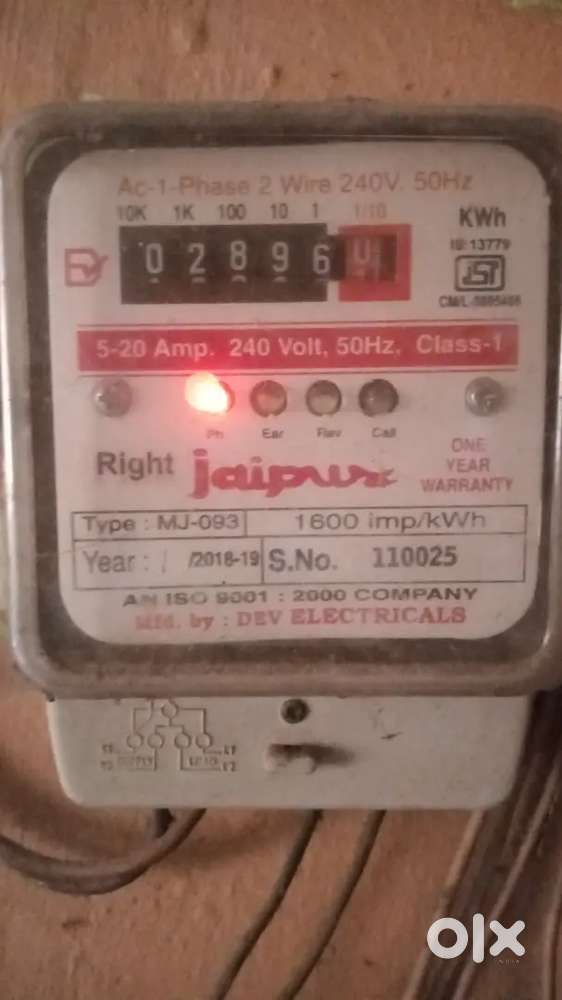 Ac-1-Phase 2 Wire 240V. 50Hz
10K 1K 100 10 1 1/10
KWh
IS:13779
0 2 8 9 6
ISI
5-20 Amp. 240 Volt, 50Hz, Class-1
Ph Ear Rev Cal
Right jaipur
ONE
YEAR
WARRANTY
Type : MJ-093 1600 imp/kWh
Year : /2018-19 S.No. 110025
AN ISO 9001 : 2000 COMPANY
Mfd. by : DEV ELECTRICALS
olx
INDIA